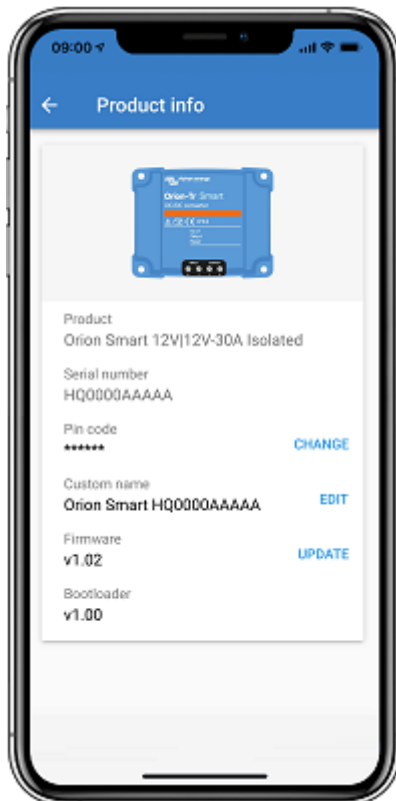 09:00
Product info
Orion-Tr Smart
Product
Orion Smart 12V|12V-30A Isolated
Serial number
HQ0000AAAAA
Pin code
******
CHANGE
Custom name
Orion Smart HQ0000AAAAA
EDIT
Firmware
v1.02
UPDATE
Bootloader
v1.00